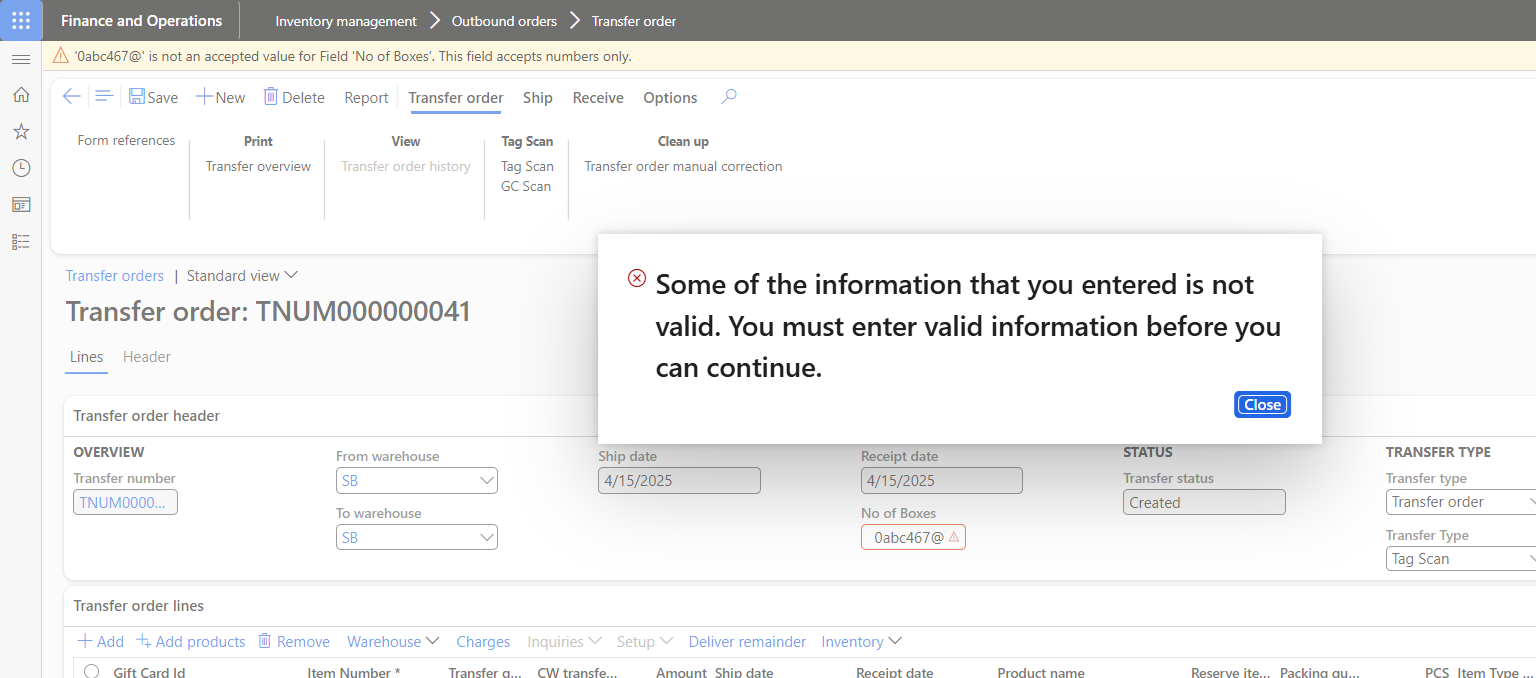 Finance and Operations
Inventory management Outbound orders Transfer order
'0abc467@' is not an accepted value for Field 'No of Boxes'. This field accepts numbers only.
Save New Delete Report Transfer order Ship Receive Options
Form references
Print
Transfer overview
View
Transfer order history
Tag Scan
Tag Scan
GC Scan
Clean up
Transfer order manual correction
Some of the information that you entered is not
valid. You must enter valid information before you
can continue.
Close
Transfer orders | Standard view
Transfer order: TNUM000000041
Lines Header
Transfer order header
OVERVIEW
Transfer number
TNUM0000...
From warehouse
SB
To warehouse
SB
Ship date
4/15/2025
Receipt date
4/15/2025
No of Boxes
0abc467@
STATUS
Transfer status
Created
TRANSFER TYPE
Transfer type
Transfer order
Transfer Type
Tag Scan
Transfer order lines
Add Add products Remove Warehouse Charges Inquiries Setup Deliver remainder Inventory
Gift Card Id Item Number * Transfer q... CW transfe... Amount Ship date Receipt date Product name Reserve ite... Packing qu... PCS Item Type ...